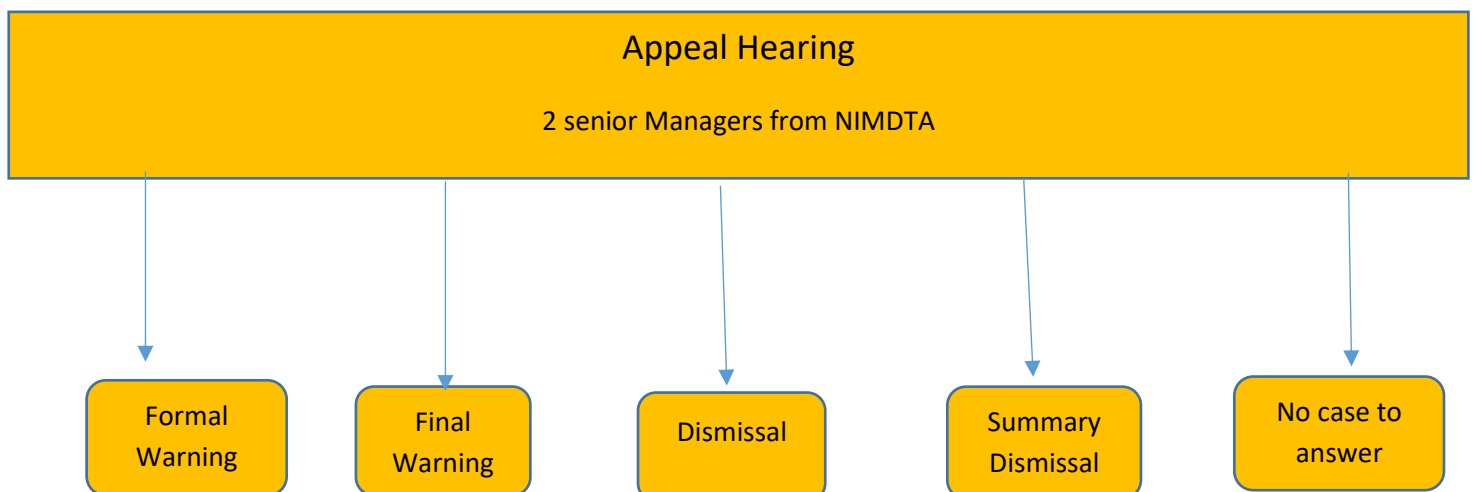 Appeal Hearing
2 senior Managers from NIMDTA
Formal
Warning
Final
Warning
Dismissal
Summary
Dismissal
No case to
answer